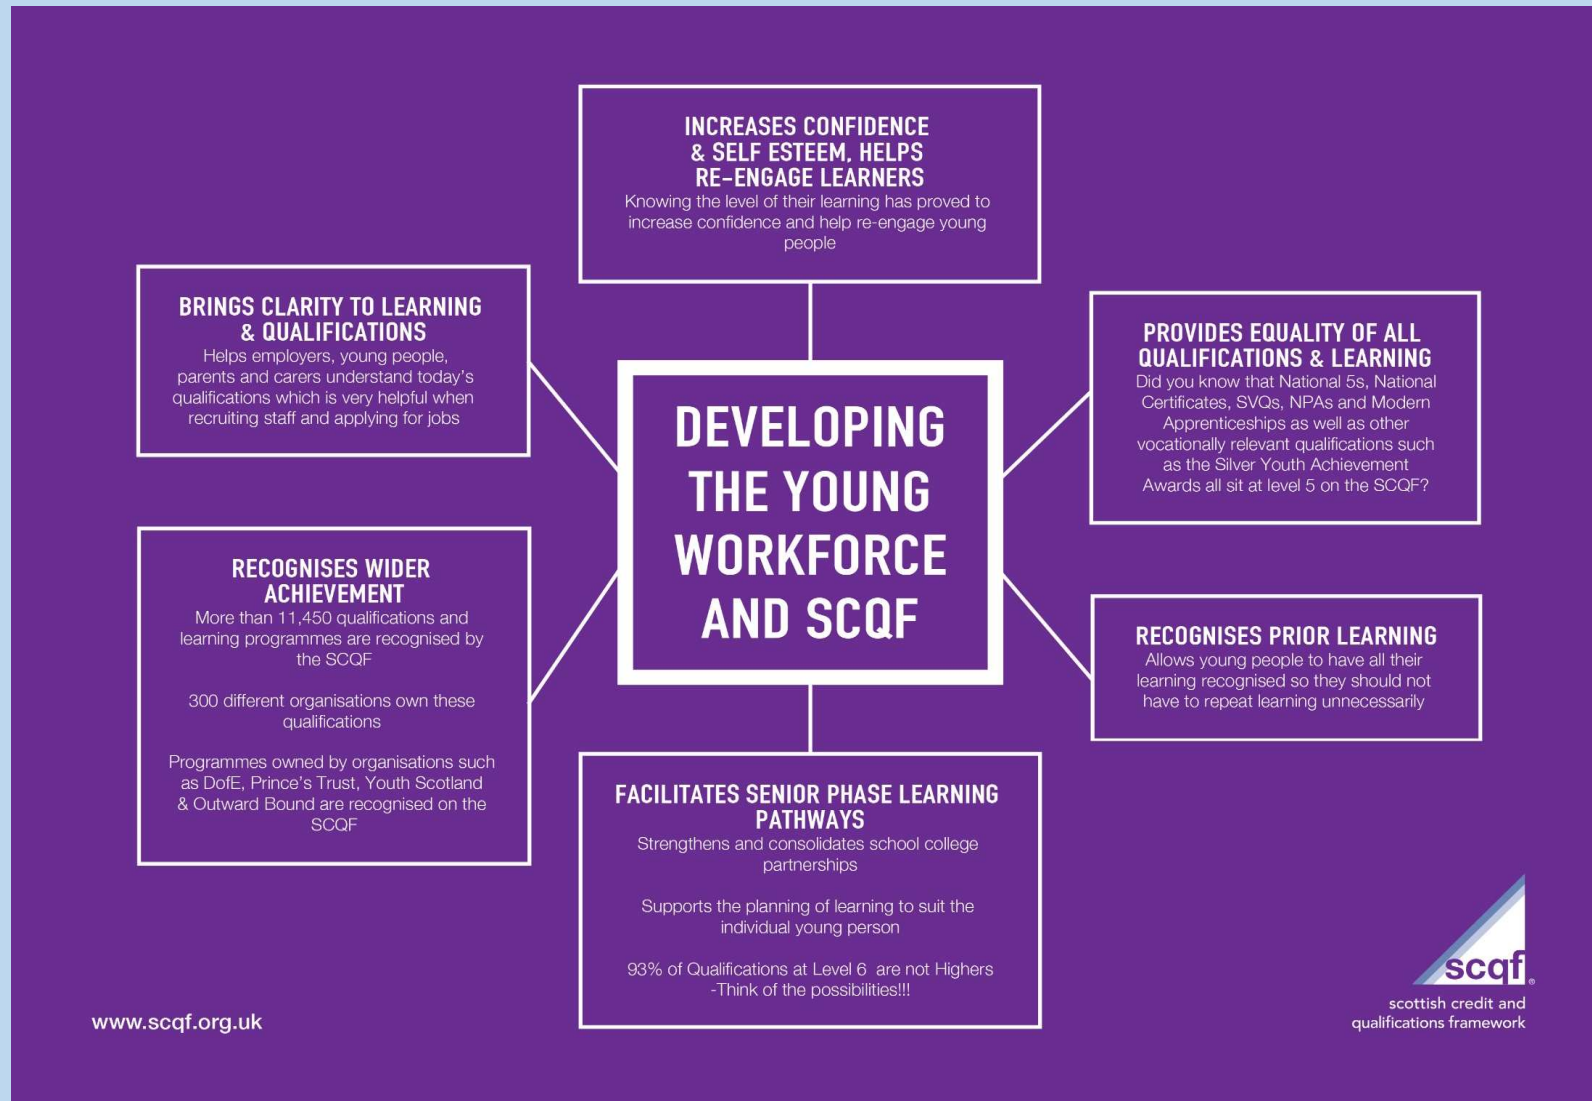 INCREASES CONFIDENCE
& SELF ESTEEM, HELPS
RE-ENGAGE LEARNERS
Knowing the level of their learning has proved to
increase confidence and help re-engage young
people
BRINGS CLARITY TO LEARNING
& QUALIFICATIONS
Helps employers, young people,
parents and carers understand today's
qualifications which is very helpful when
recruiting staff and applying for jobs
PROVIDES EQUALITY OF ALL
QUALIFICATIONS & LEARNING
Did you know that National 5s, National
Certificates, SVQs, NPAs and Modern
Apprenticeships as well as other
vocationally relevant qualifications such
as the Silver Youth Achievement
Awards all sit at level 5 on the SCQF?
DEVELOPING
THE YOUNG
WORKFORCE
AND SCQF
RECOGNISES WIDER
ACHIEVEMENT
More than 11,450 qualifications and
learning programmes are recognised by
the SCQF
300 different organisations own these
qualifications
Programmes owned by organisations such
as DofE, Prince's Trust, Youth Scotland
& Outward Bound are recognised on the
SCQF
RECOGNISES PRIOR LEARNING
Allows young people to have all their
learning recognised so they should not
have to repeat learning unnecessarily
FACILITATES SENIOR PHASE LEARNING
PATHWAYS
Strengthens and consolidates school college
partnerships
Supports the planning of learning to suit the
individual young person
93% of Qualifications at Level 6 are not Highers
-Think of the possibilities!!!
www.scqf.org.uk
scqf®
scottish credit and
qualifications framework